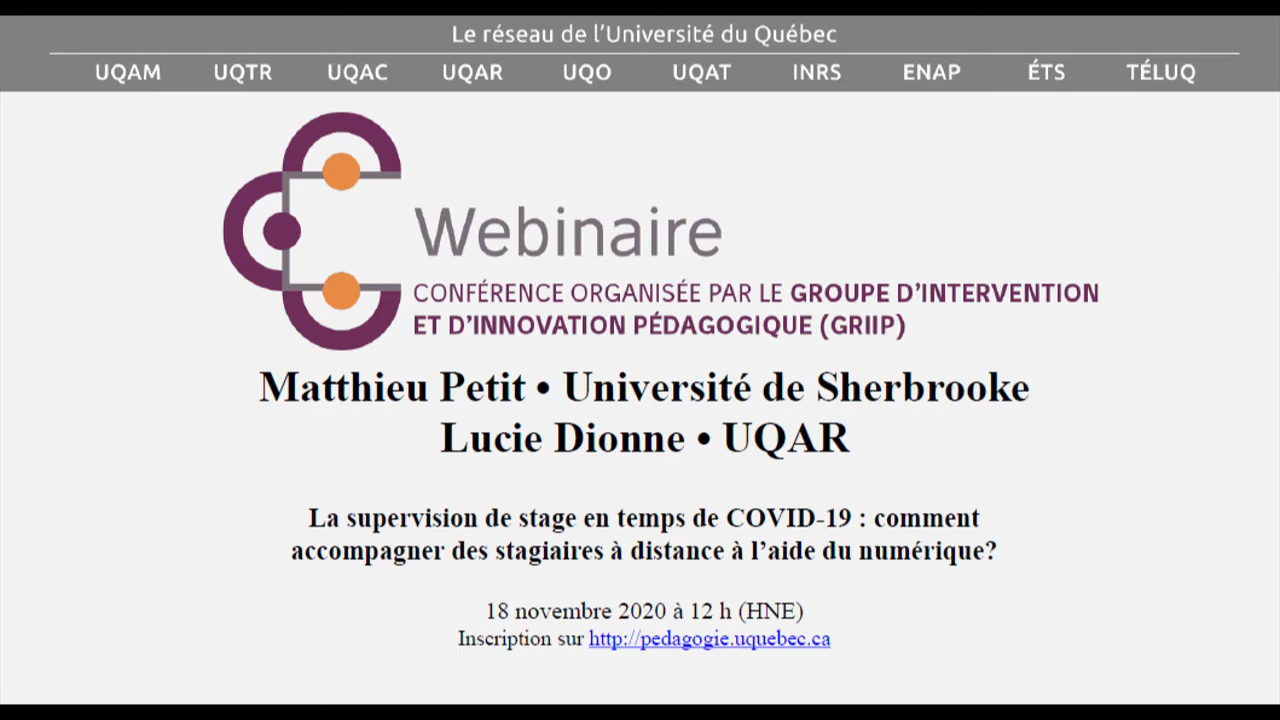 Le réseau de l'Université du Québec
UQAM UQTR UQAC UQAR UQO UQAT INRS ENAP ÉTS TÉLUQ
Webinaire
CONFÉRENCE ORGANISÉE PAR LE GROUPE D'INTERVENTION
ET D'INNOVATION PÉDAGOGIQUE (GRIIP)
Matthieu Petit • Université de Sherbrooke
Lucie Dionne • UQAR
La supervision de stage en temps de COVID-19 : comment
accompagner des stagiaires à distance à l'aide du numérique?
18 novembre 2020 à 12 h (HNE)
Inscription sur http://pedagogie.uquebec.ca